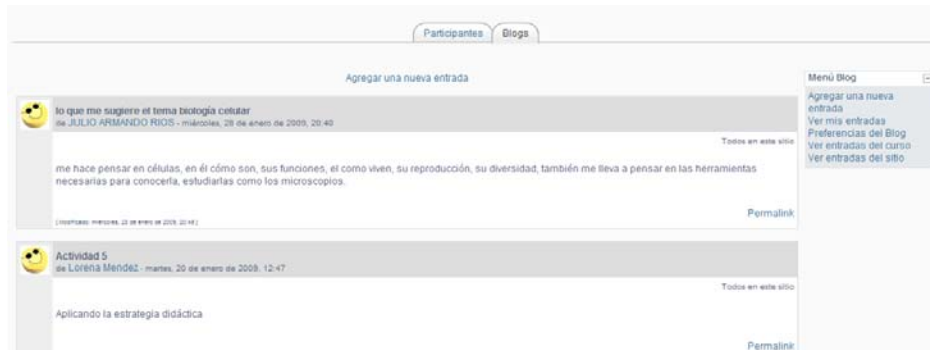 Participantes
Blogs
Agregar una nueva entrada
lo que me sugiere el tema biología celular
de JULIO ARMANDO RIOS - miércoles, 28 de enero de 2009, 20:40
Todos en este sitio
me hace pensar en células, en él cómo son, sus funciones, el como viven, su reproducción, su diversidad, también me lleva a pensar en las herramientas
necesarias para conocerla, estudiarlas como los microscopios.
Permalink
Actividad 5
de Lorena Mendez - martes, 20 de enero de 2009, 12:47
Todos en este sitio
Aplicando la estrategia didáctica
Permalink
Menú Blog
Agregar una nueva
entrada
Ver mis entradas
Preferencias del Blog
Ver entradas del curso
Ver entradas del sitio